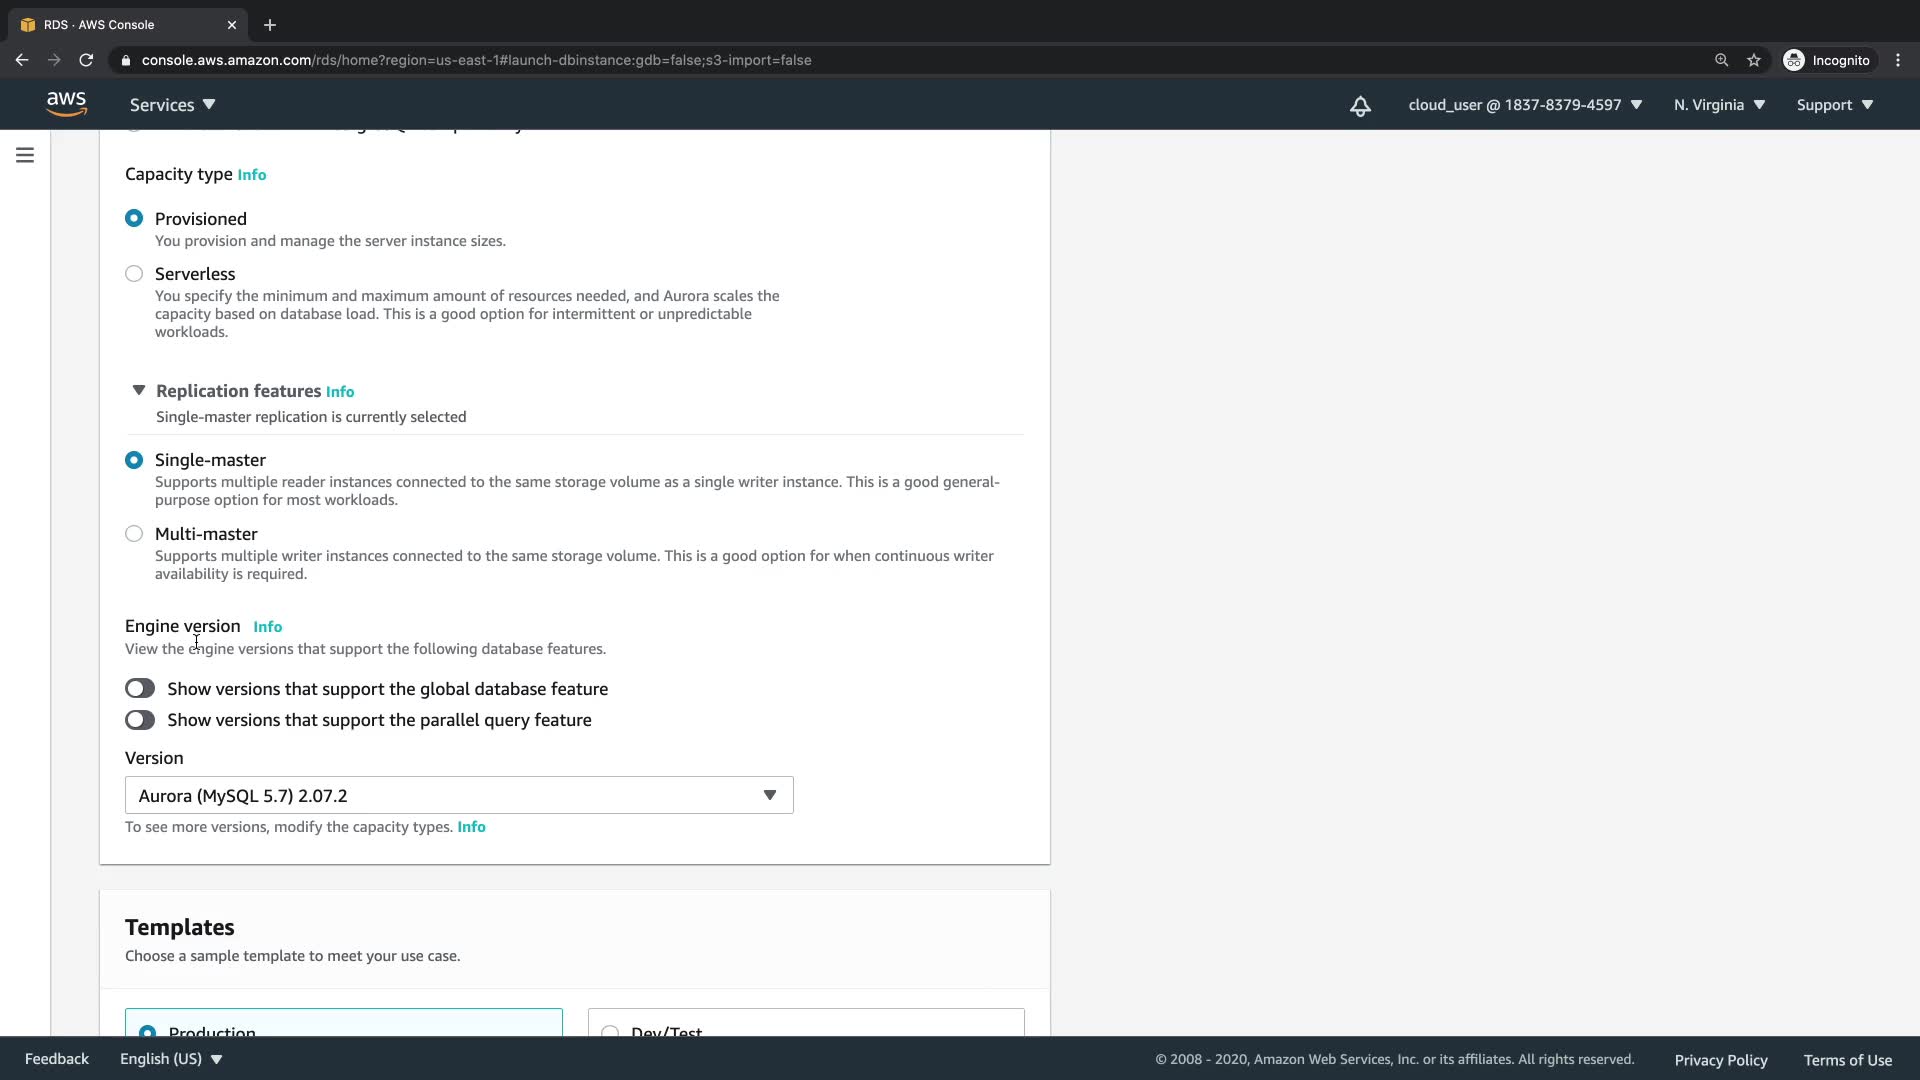 RDS · AWS Console
console.aws.amazon.com/rds/home?region=us-east-1#launch-dbinstance:gdb=false;s3-import=false
Incognito
aws
Services
cloud_user @ 1837-8379-4597
N. Virginia
Support
Capacity type Info
Provisioned
You provision and manage the server instance sizes.
Serverless
You specify the minimum and maximum amount of resources needed, and Aurora scales the
capacity based on database load. This is a good option for intermittent or unpredictable
workloads.
Replication features Info
Single-master replication is currently selected
Single-master
Supports multiple reader instances connected to the same storage volume as a single writer instance. This is a good general-
purpose option for most workloads.
Multi-master
Supports multiple writer instances connected to the same storage volume. This is a good option for when continuous writer
availability is required.
Engine version Info
View the engine versions that support the following database features.
Show versions that support the global database feature
Show versions that support the parallel query feature
Version
Aurora (MySQL 5.7) 2.07.2
To see more versions, modify the capacity types. Info
Templates
Choose a sample template to meet your use case.
Production
Dev/Test
Feedback
English (US)
© 2008 - 2020, Amazon Web Services, Inc. or its affiliates. All rights reserved.
Privacy Policy
Terms of Use